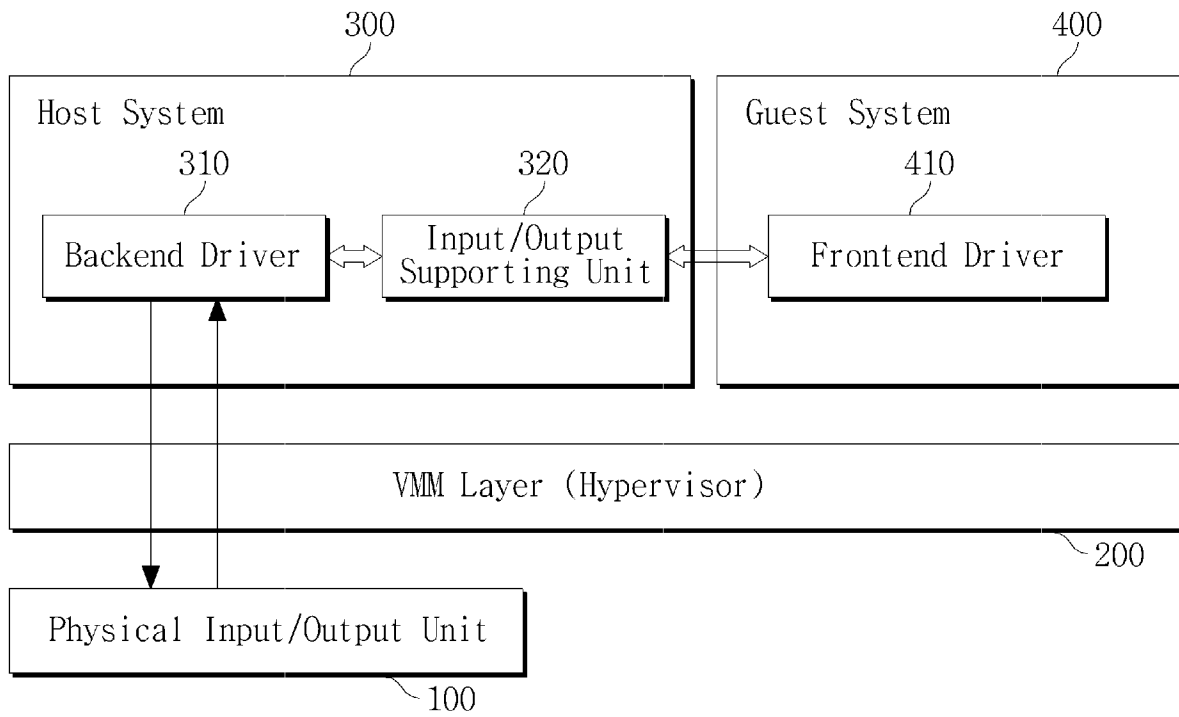 300
400
Host System
Guest System
310
320
410
Backend Driver
Input/Output
Supporting Unit
Frontend Driver
VMM Layer (Hypervisor)
200
Physical Input/Output Unit
100